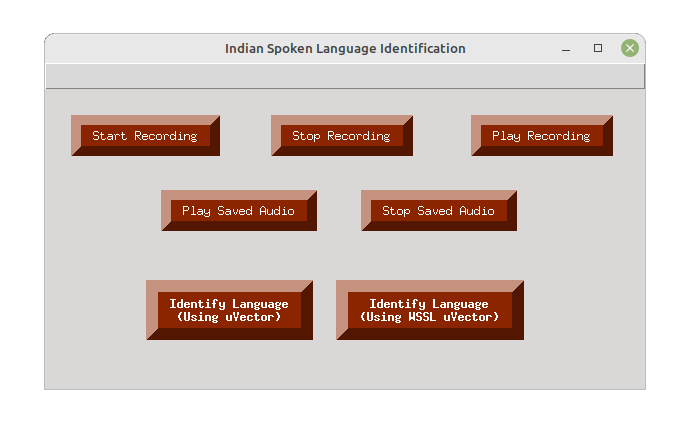 Indian Spoken Language Identification
Start Recording
Stop Recording
Play Recording
Play Saved Audio
Stop Saved Audio
Identify Language
(Using uVector)
Identify Language
(Using WSSL uVector)